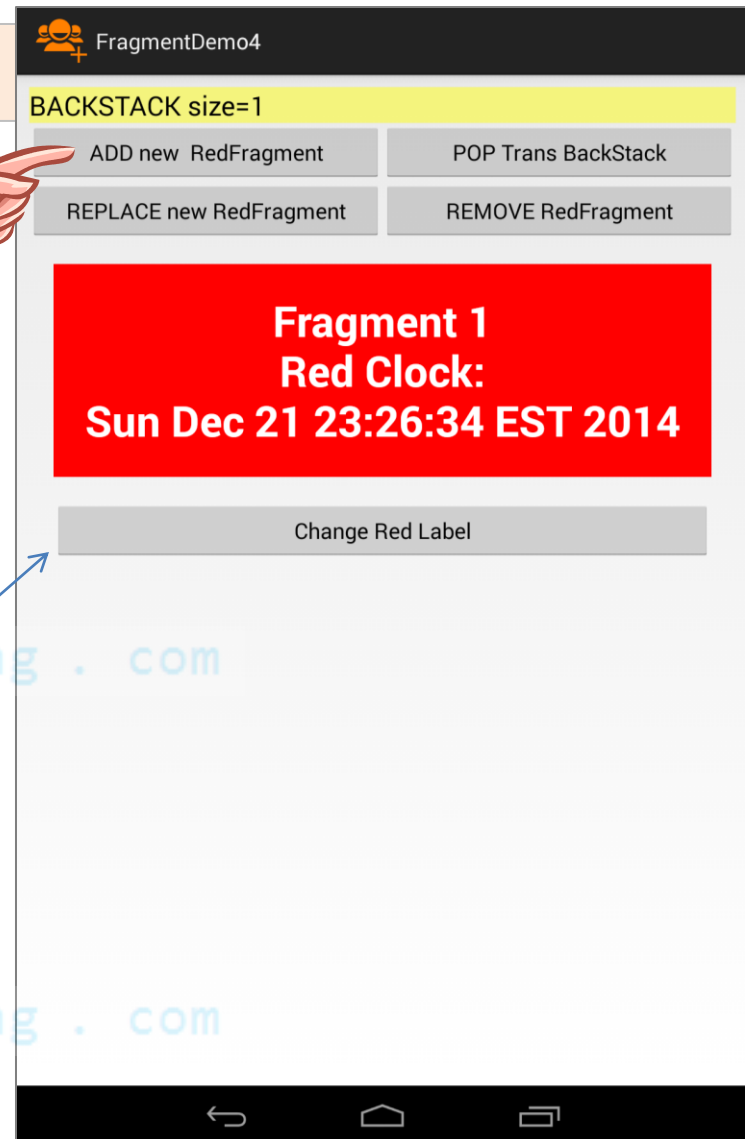 FragmentDemo4
BACKSTACK size=1
ADD new  RedFragment
POP Trans BackStack
REPLACE new RedFragment
REMOVE RedFragment
Fragment 1
Red Clock:
Sun Dec 21 23:26:34 EST 2014
Change Red Label
g . com
g . com